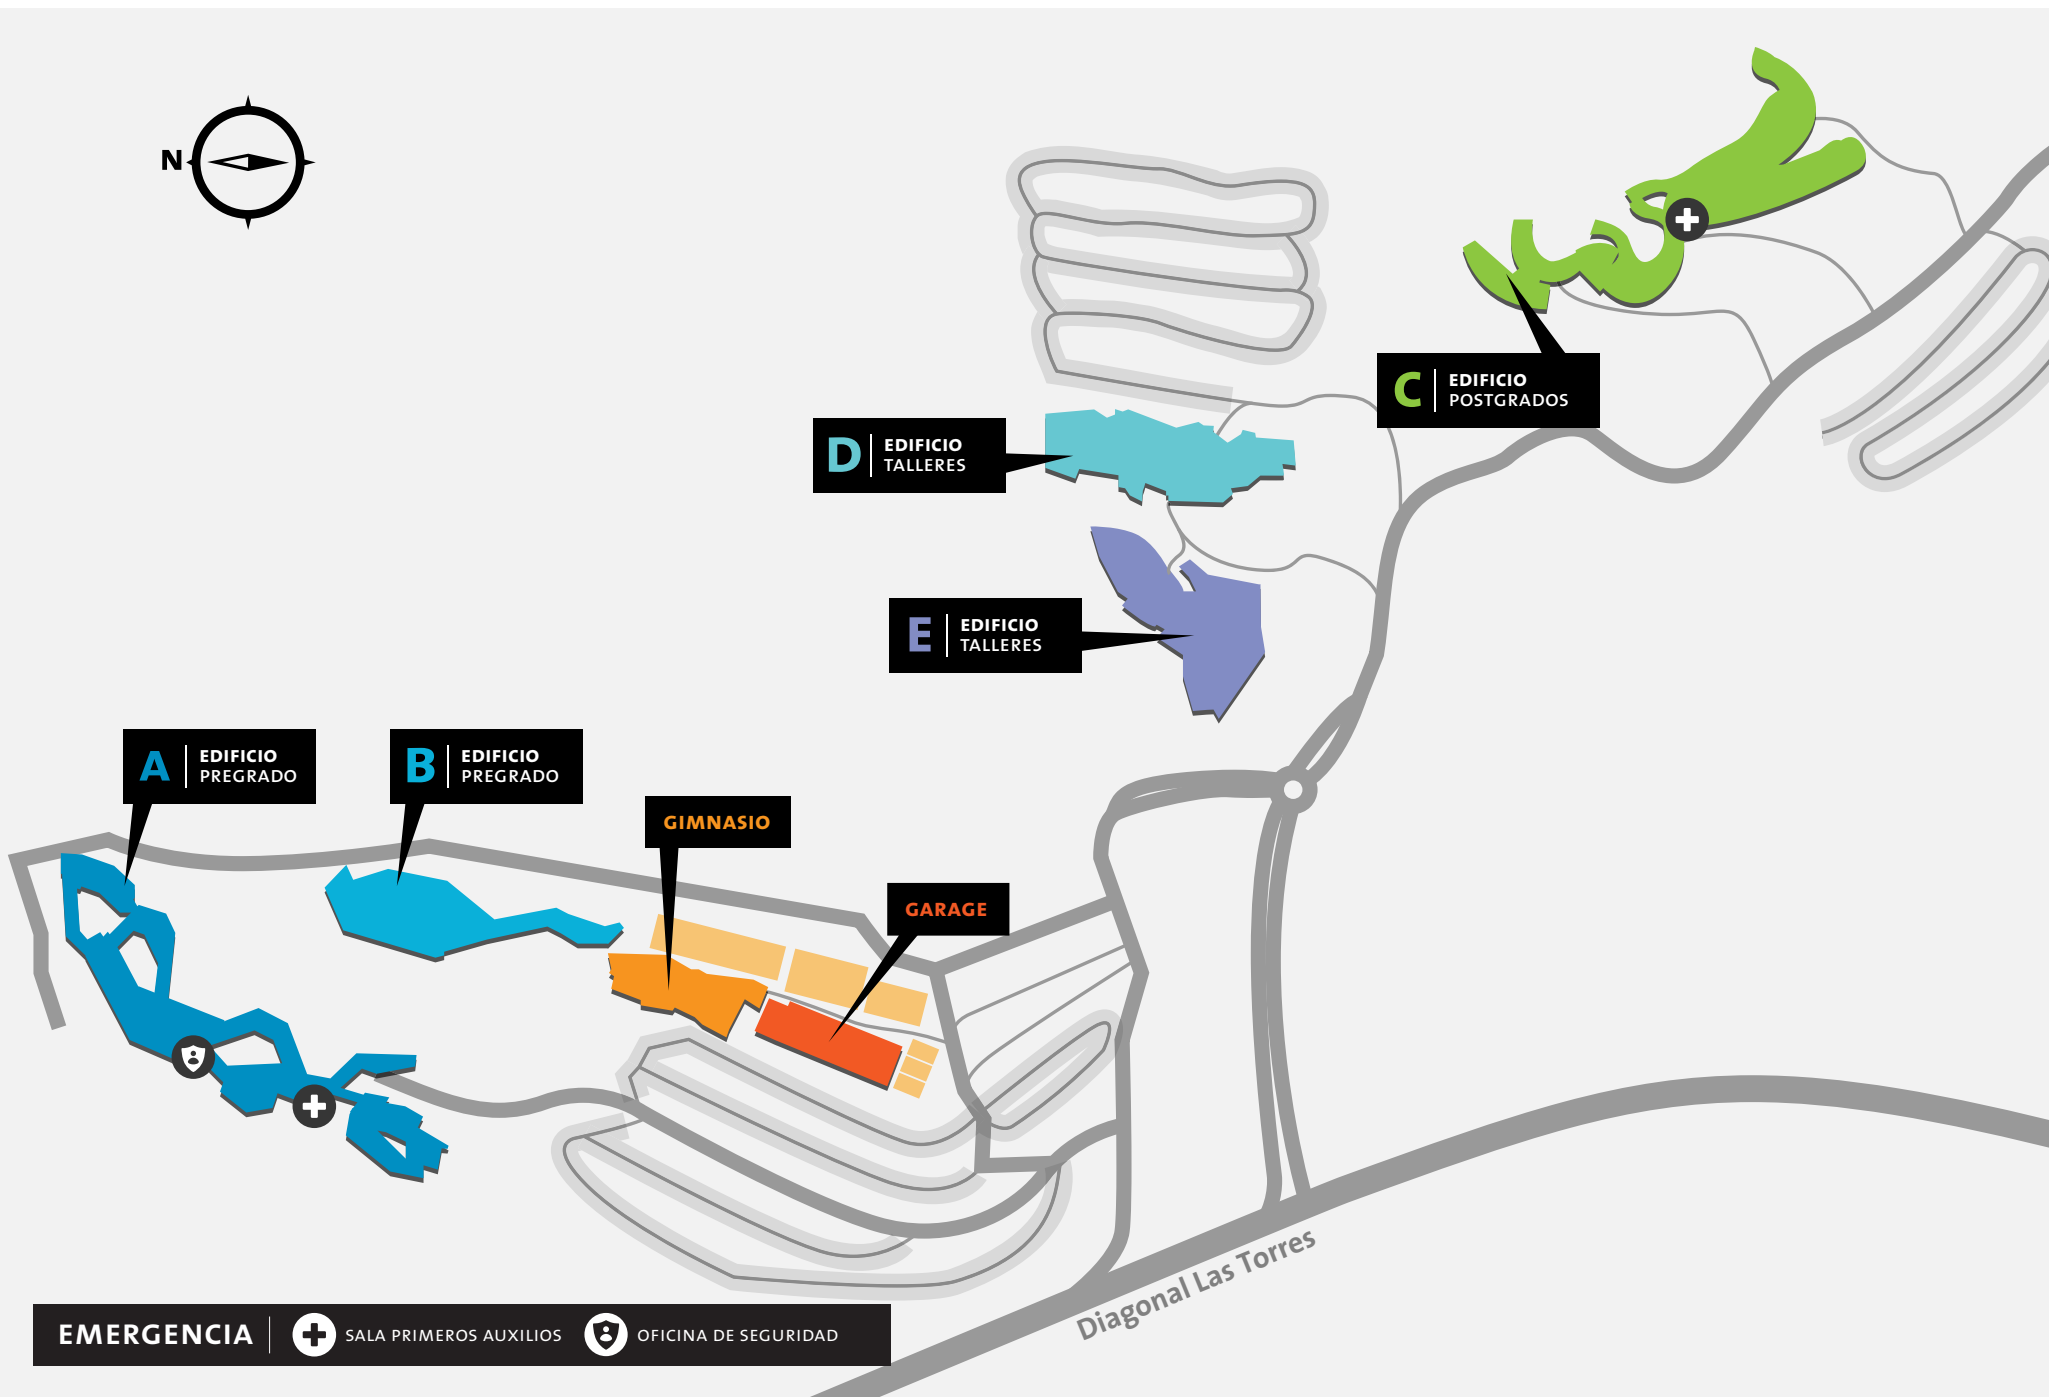 N
C
EDIFICIO
POSTGRADOS
D
EDIFICIO
TALLERES
E
EDIFICIO
TALLERES
A
EDIFICIO
PREGRADO
B
EDIFICIO
PREGRADO
GIMNASIO
GARAGE
Diagonal Las Torres
EMERGENCIA
SALA PRIMEROS AUXILIOS
OFICINA DE SEGURIDAD